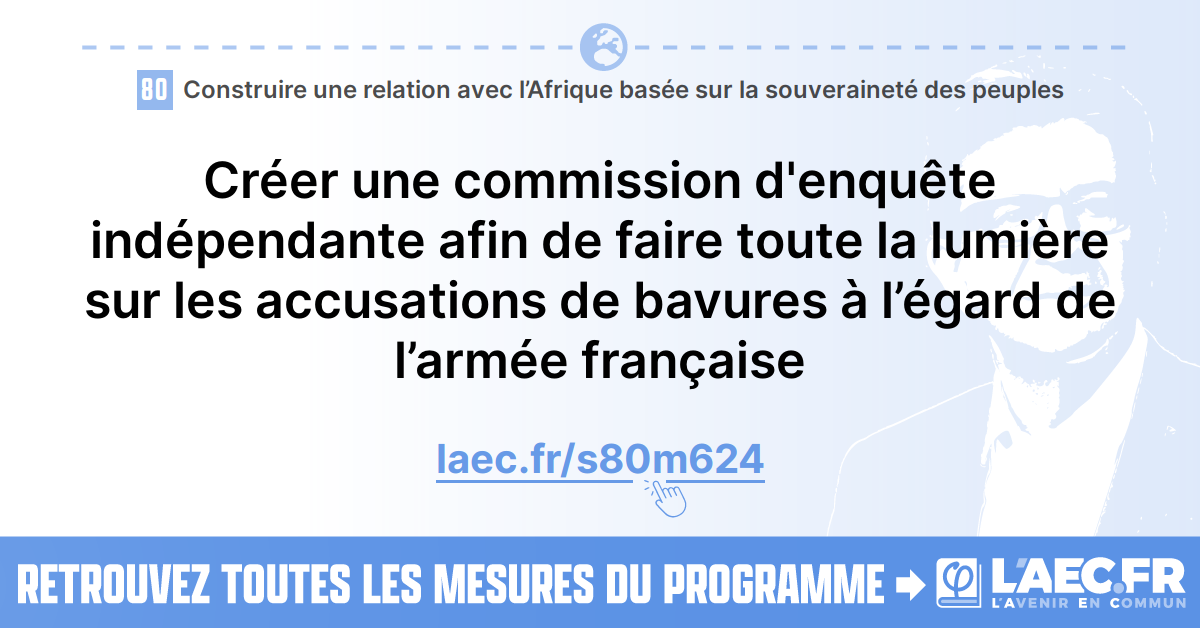 80 Construire une relation avec l’Afrique basée sur la souveraineté des peuples
Créer une commission d'enquête
indépendante afin de faire toute la lumière
sur les accusations de bavures à l’égard de
l’armée française
laec.fr/s80m624
RETROUVEZ TOUTES LES MESURES DU PROGRAMME
φ L'AEC.FR
L'AVENIR EN COMMUN